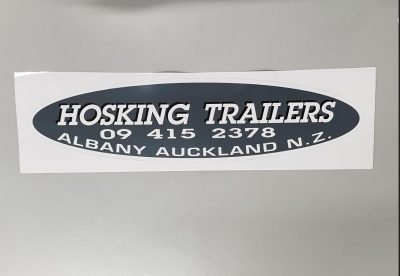 HOSKING TRAILERS
09 415 2378
ALBANY AUCKLAND N.Z.